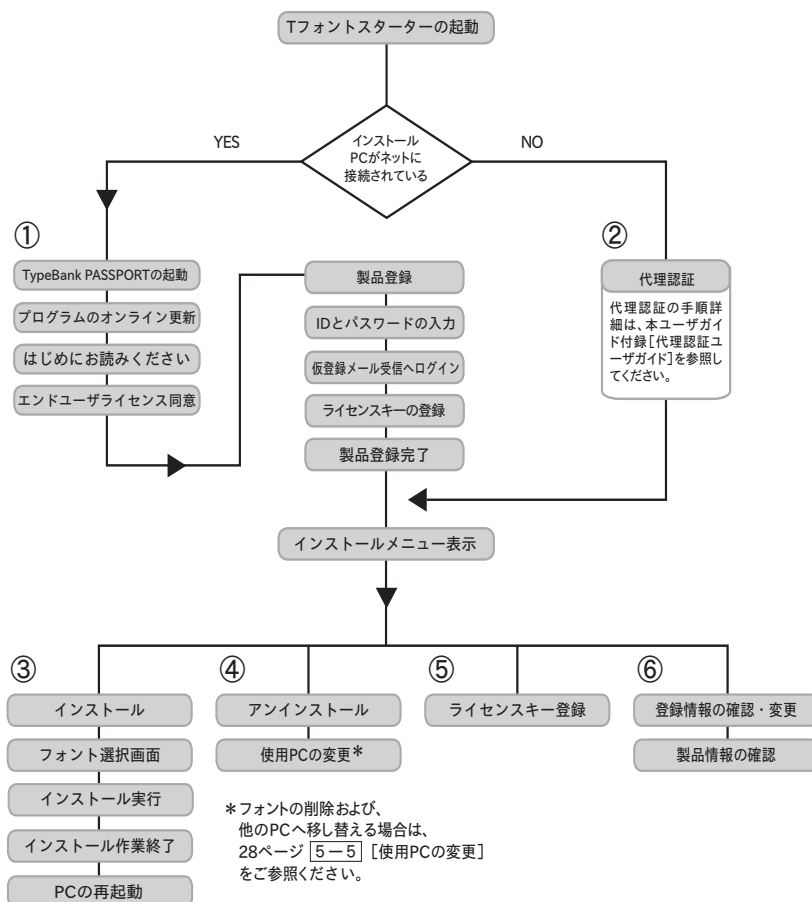 Tフォントスターターの起動
YES
インストール
PCがネットに
接続されている
NO
①
TypeBank PASSPORTの起動
プログラムのオンライン更新
はじめにお読みください
エンドユーザライセンス同意
製品登録
IDとパスワードの入力
仮登録メール受信へログイン
ライセンスキーの登録
製品登録完了
②
代理認証
代理認証の手順詳
細は、本ユーザガイ
ド付録[代理認証ユ
ーザガイド]を参照し
てください。
インストールメニュー表示
③
インストール
フォント選択画面
インストール実行
インストール作業終了
PCの再起動
④
アンインストール
使用PCの変更*
*フォントの削除および、
他のPCへ移し替える場合は、
28ページ 5-5 [使用PCの変更]
をご参照ください。
⑤
ライセンスキー登録
⑥
登録情報の確認・変更
製品情報の確認